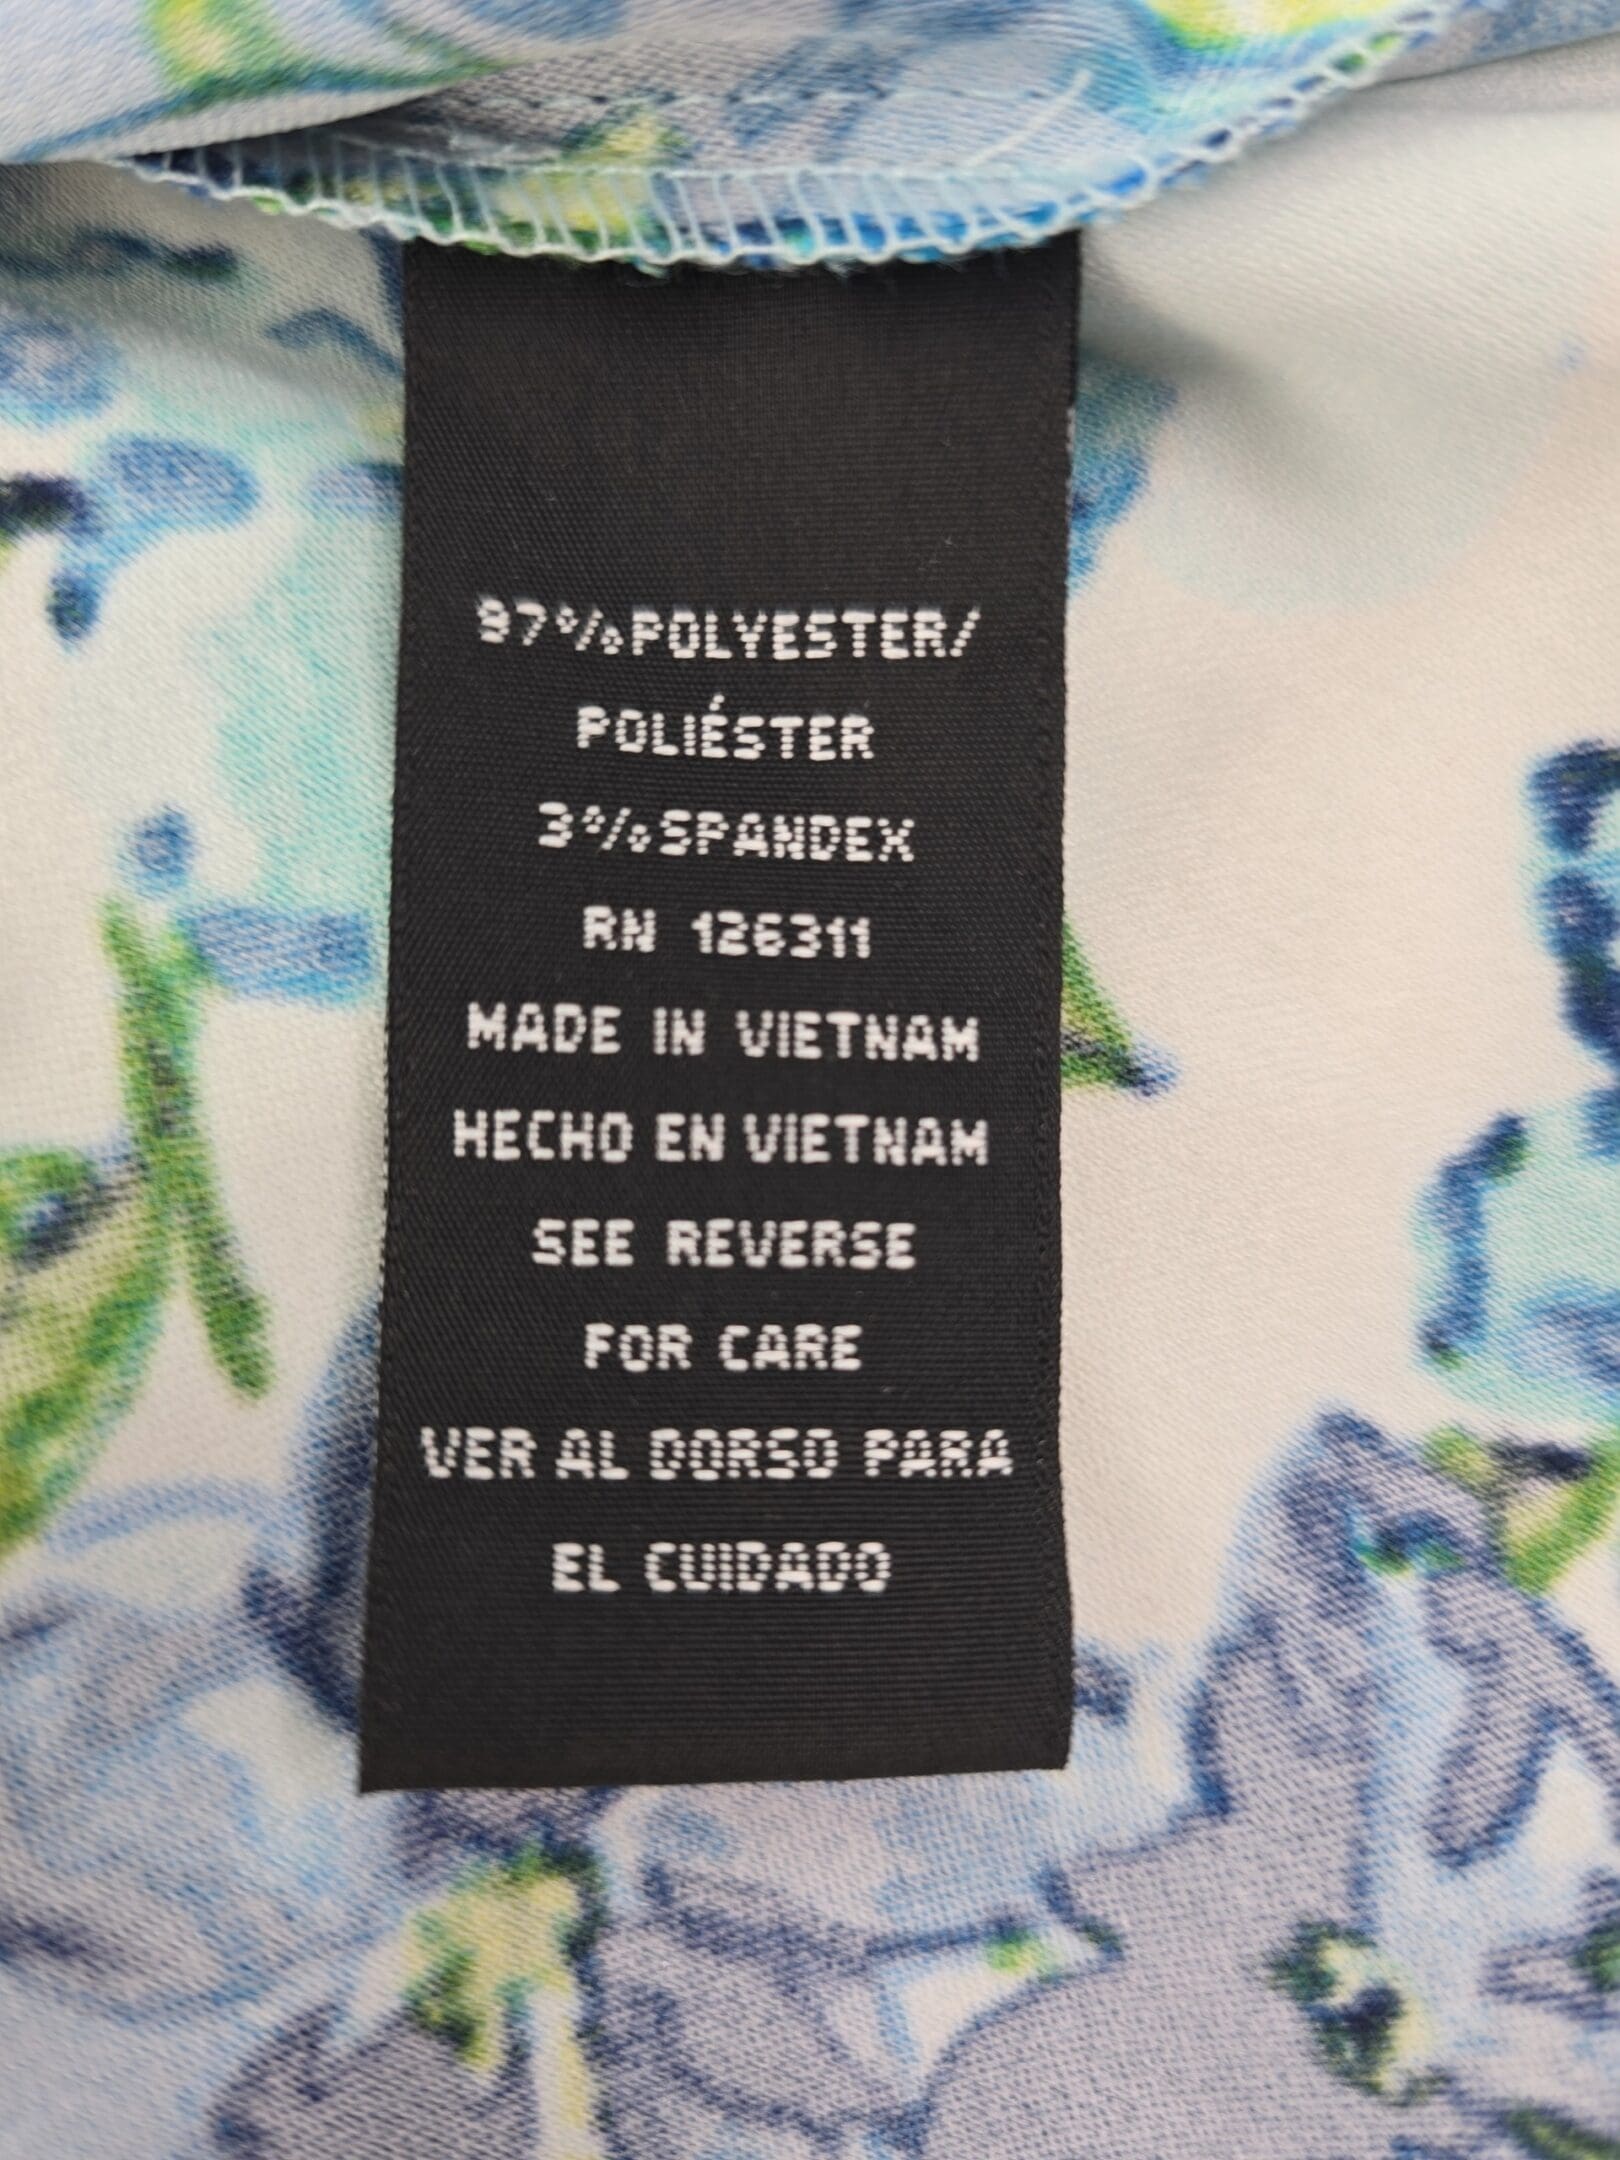 97%POLYESTER/
POLIÉSTER
3%SPANDEX
RN 126311
MADE IN VIETNAM
HECHO EN VIETNAM
SEE REVERSE
FOR CARE
VER AL DORSO PARA
EL CUIDADO